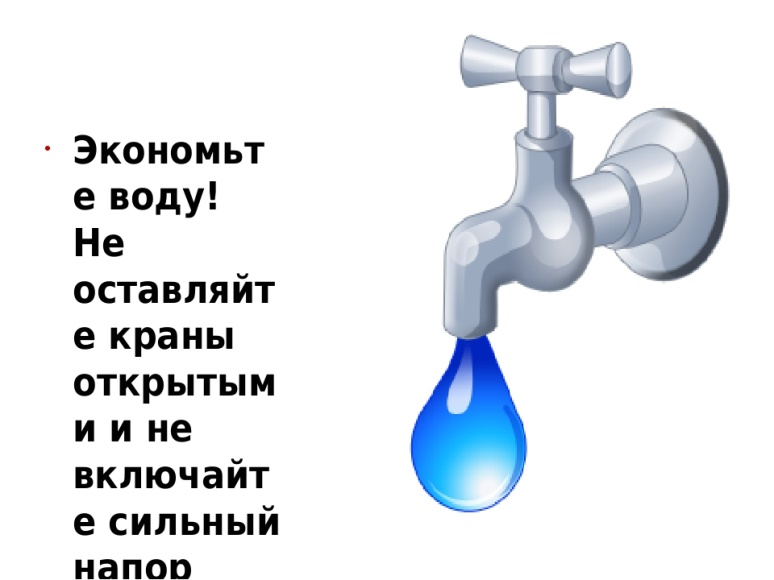 Экономьт
е воду!
Не
оставляйт
е краны
открытым
и и не
включайт
е сильный
напор